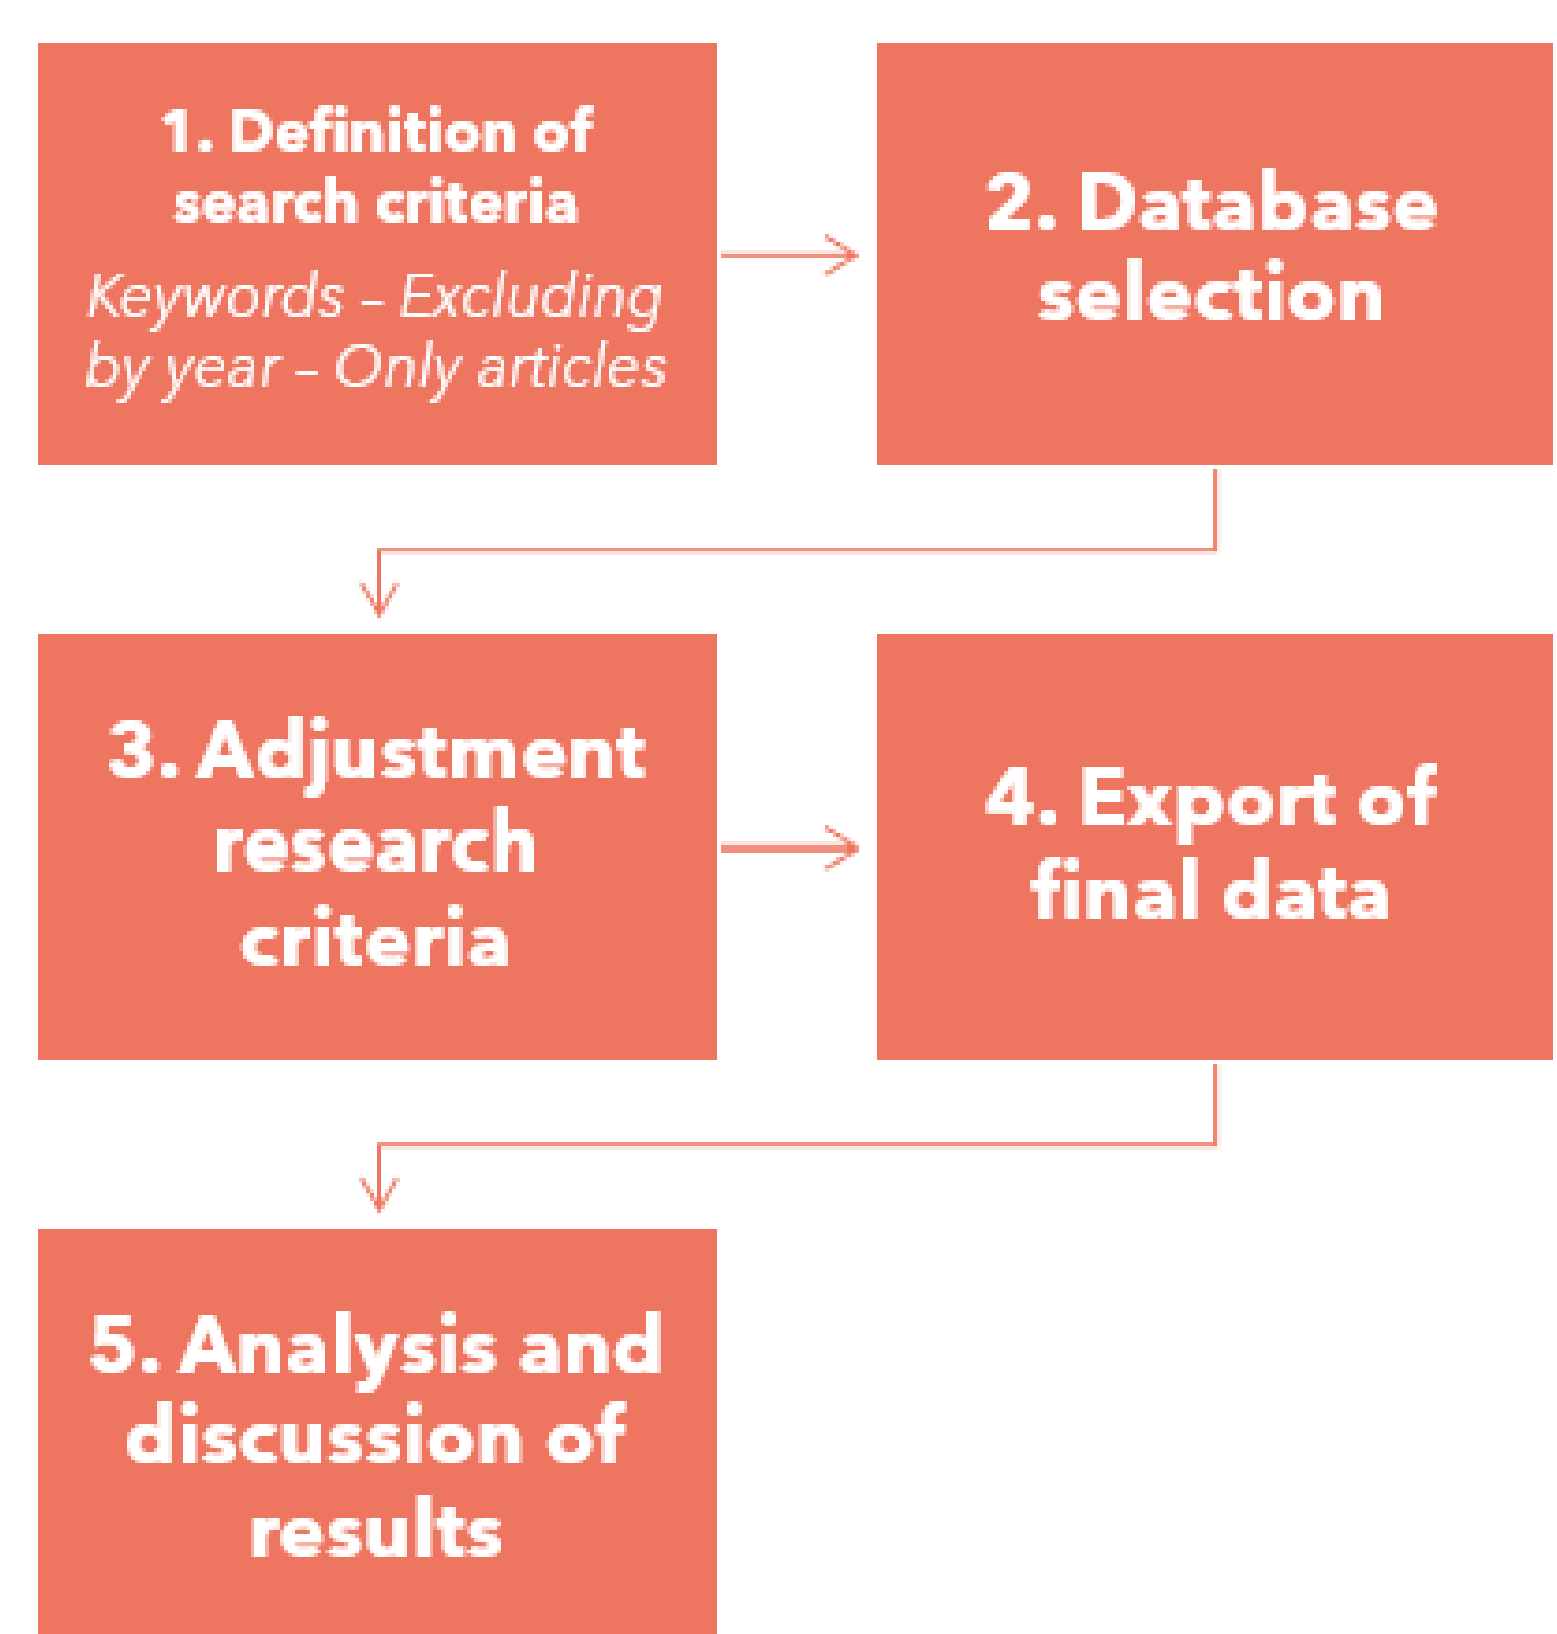 1. Definition of
search criteria
Keywords – Excluding
by year – Only articles
2. Database
selection
3. Adjustment
research
criteria
4. Export of
final data
5. Analysis and
discussion of
results